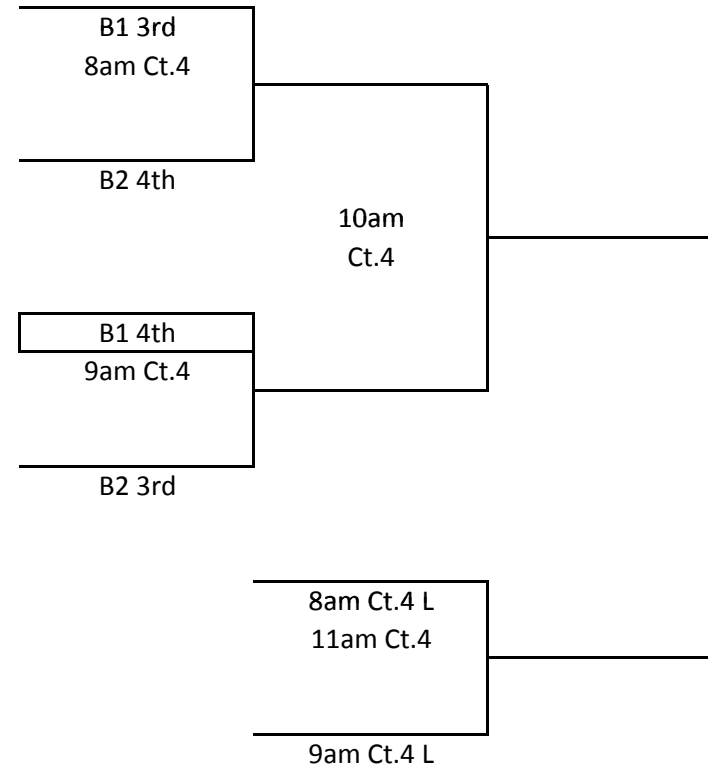 B1 3rd
8am Ct.4
B2 4th
10am
Ct.4
B1 4th
9am Ct.4
B2 3rd
8am Ct.4 L
11am Ct.4
9am Ct.4 L